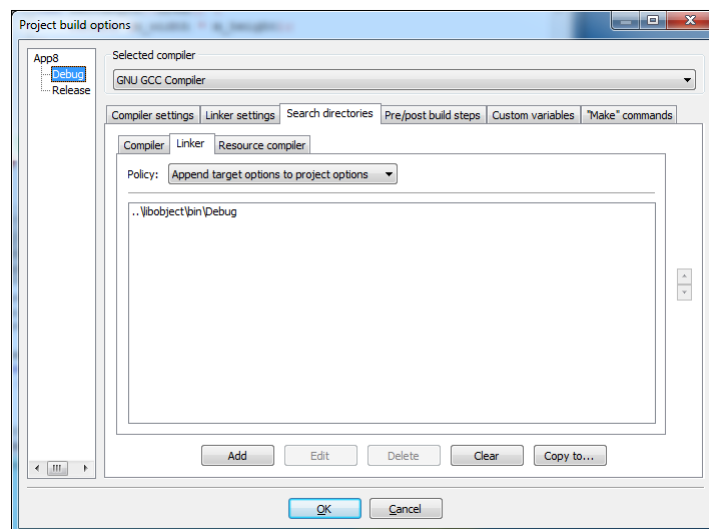 Project build options
App8
Debug
Release
Selected compiler
GNU GCC Compiler
Compiler settings Linker settings Search directories Pre/post build steps Custom variables "Make" commands
Compiler Linker Resource compiler
Policy: Append target options to project options
..\libobject\bin\Debug
Add Edit Delete Clear Copy to...
OK Cancel